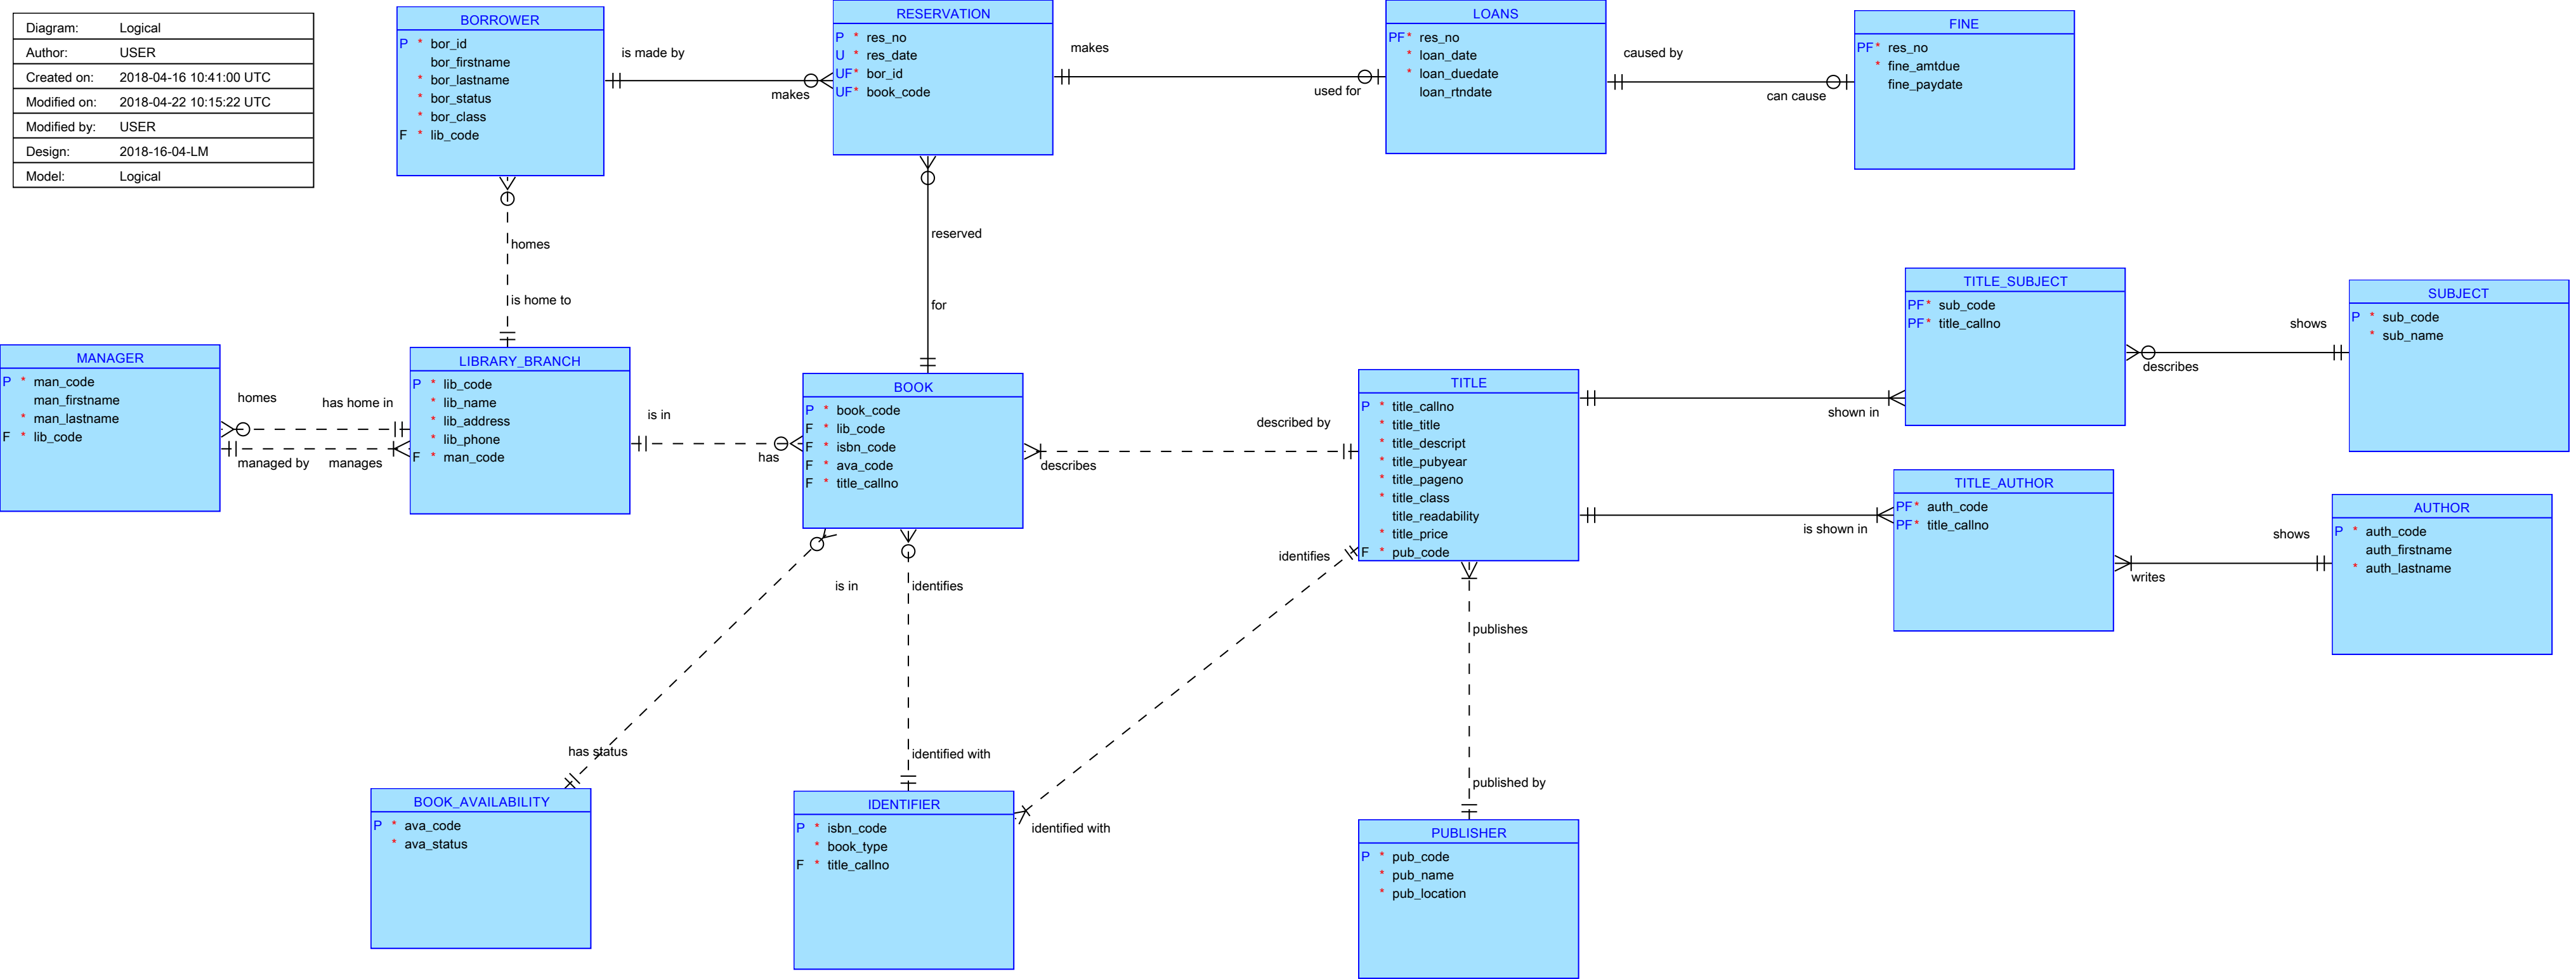 Diagram: Logical
Author: USER
Created on: 2018-04-16 10:41:00 UTC
Modified on: 2018-04-22 10:15:22 UTC
Modified by: USER
Design: 2018-16-04-LM
Model: Logical
BORROWER
P * bor_id
bor_firstname
* bor_lastname
* bor_status
* bor_class
F * lib_code
is made by
makes
RESERVATION
P * res_no
U * res_date
UF* bor_id
UF* book_code
makes
used for
LOANS
PF* res_no
* loan_date
* loan_duedate
loan_rtndate
caused by
can cause
FINE
PF* res_no
* fine_amtdue
fine_paydate
homes
is home to
reserved
for
MANAGER
P * man_code
man_firstname
* man_lastname
F * lib_code
homes
has home in
managed by
manages
LIBRARY_BRANCH
P * lib_code
* lib_name
* lib_address
* lib_phone
F * man_code
is in
has
BOOK
P * book_code
F * lib_code
F * isbn_code
F * ava_code
F * title_callno
described by
describes
TITLE
P * title_callno
* title_title
* title_descript
* title_pubyear
* title_pageno
* title_class
title_readability
* title_price
F * pub_code
shown in
TITLE_SUBJECT
PF* sub_code
PF* title_callno
shows
describes
SUBJECT
P * sub_code
* sub_name
is shown in
TITLE_AUTHOR
PF* auth_code
PF* title_callno
shows
writes
AUTHOR
P * auth_code
auth_firstname
* auth_lastname
is in
has status
identifies
identified with
identifies
identified with
publishes
published by
BOOK_AVAILABILITY
P * ava_code
* ava_status
IDENTIFIER
P * isbn_code
* book_type
F * title_callno
PUBLISHER
P * pub_code
* pub_name
* pub_location